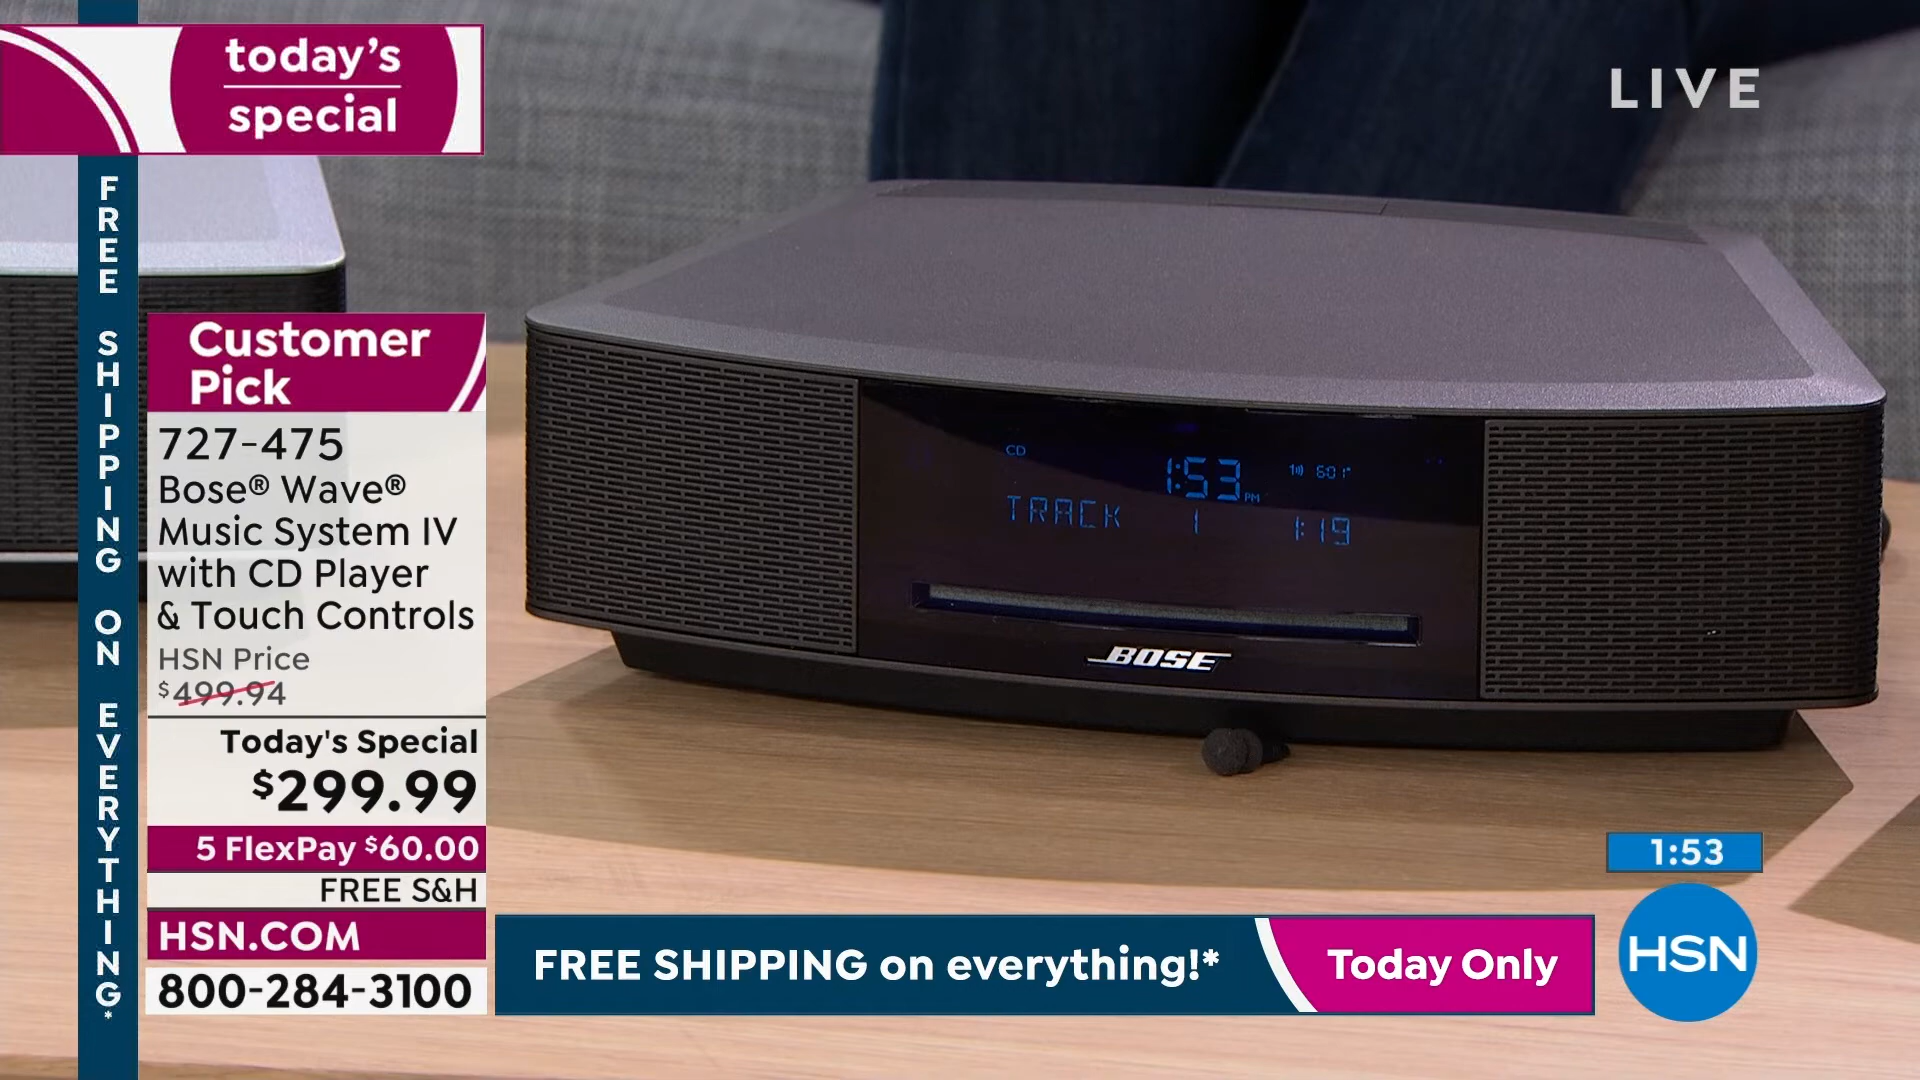 today's
special
LIVE
FREE SHIPPING ON EVERYTHING*
Customer
Pick
727-475
Bose® Wave®
Music System IV
with CD Player
& Touch Controls
HSN Price
$499.94
Today's Special
$299.99
5 FlexPay $60.00
FREE S&H
HSN.COM
800-284-3100
CD
1:53 PM
TRACK 1 1:19
BOSE
FREE SHIPPING on everything!*
Today Only
1:53
HSN